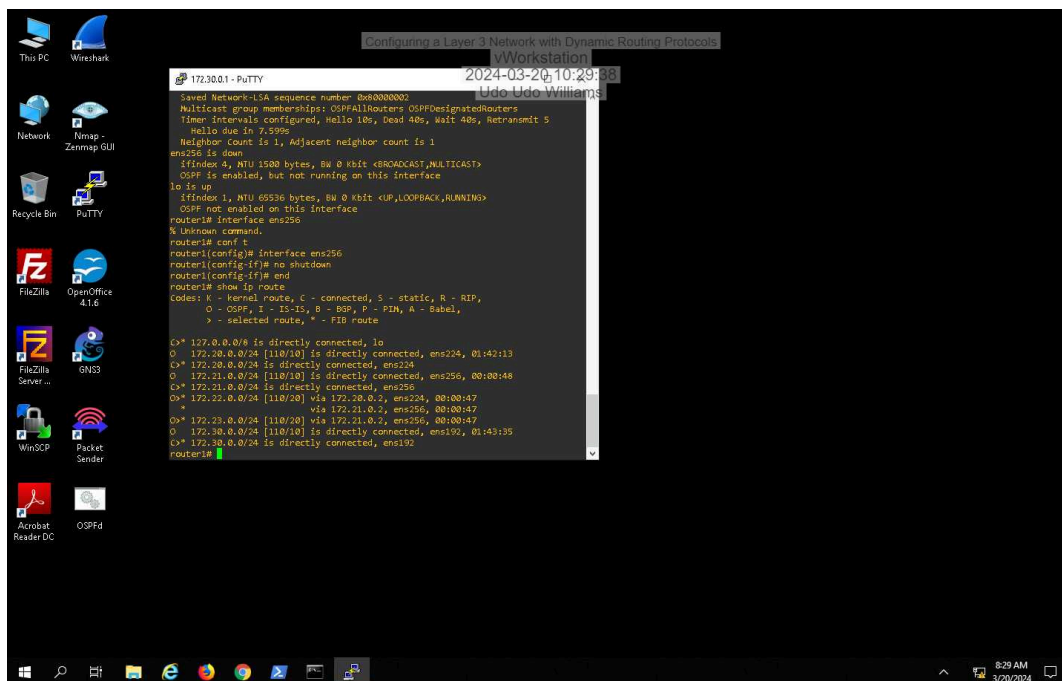 Configuring a Layer 3 Network with Dynamic Routing Protocols
vWorkstation
2024-03-20 10:29:38
Udo Udo Williams
This PC
Wireshark
Network
Nmap -
Zenmap GUI
Recycle Bin
PuTTY
FileZilla
OpenOffice
4.1.6
FileZilla
Server ...
GNS3
WinSCP
Packet
Sender
Acrobat
Reader DC
OSPFd
172.30.0.1 - PuTTY
Saved Network-LSA sequence number 0x80000002
Multicast group memberships: OSPFAllRouters OSPFDesignatedRouters
Timer intervals configured, Hello 10s, Dead 40s, Wait 40s, Retransmit 5
Hello due in 7.599s
Neighbor Count is 1, Adjacent neighbor count is 1
ens256 is down
ifindex 4, MTU 1500 bytes, BW 0 Kbit <BROADCAST,MULTICAST>
OSPF is enabled, but not running on this interface
lo is up
ifindex 1, MTU 65536 bytes, BW 0 Kbit <UP,LOOPBACK,RUNNING>
OSPF not enabled on this interface
router1# interface ens256
% Unknown command.
router1# conf t
router1(config)# interface ens256
router1(config-if)# no shutdown
router1(config-if)# end
router1# show ip route
Codes: K - kernel route, C - connected, S - static, R - RIP,
O - OSPF, I - IS-IS, B - BGP, P - PIM, A - Babel,
> - selected route, * - FIB route
C>* 127.0.0.0/8 is directly connected, lo
O 172.20.0.0/24 [110/10] is directly connected, ens224, 01:42:13
C>* 172.20.0.0/24 is directly connected, ens224
O 172.21.0.0/24 [110/10] is directly connected, ens256, 00:00:48
C>* 172.21.0.0/24 is directly connected, ens256
O>* 172.22.0.0/24 [110/20] via 172.20.0.2, ens224, 00:00:47
* via 172.21.0.2, ens256, 00:00:47
O>* 172.23.0.0/24 [110/20] via 172.21.0.2, ens256, 00:00:47
O 172.30.0.0/24 [110/10] is directly connected, ens192, 01:43:35
C>* 172.30.0.0/24 is directly connected, ens192
router1#
8:29 AM
3/20/2024